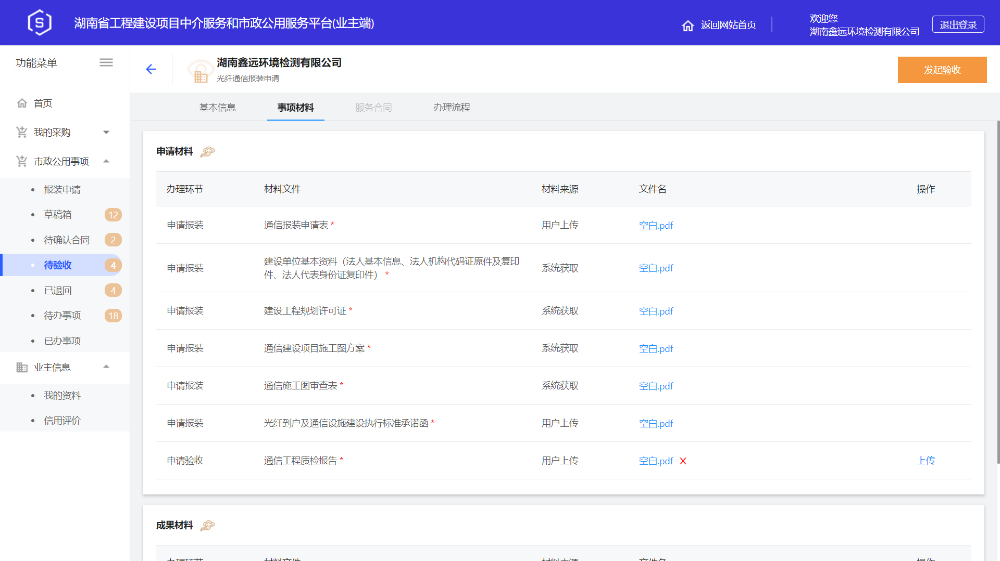 S
湖南省工程建设项目中介服务和市政公用服务平台(业主端)
返回网站首页
欢迎您
湖南鑫远环境检测有限公司
退出登录
功能菜单
首页
我的采购
市政公用事项
报装申请
草稿箱 12
待确认合同 2
待验收 4
已退回 4
待办事项 18
已办事项
业主信息
我的资料
信用评价
湖南鑫远环境检测有限公司
光纤通信报装申请
发起验收
基本信息 事项材料 服务合同 办理流程
申请材料
办理环节 材料文件 材料来源 文件名 操作
申请报装 通信报装申请表 * 用户上传 空白.pdf
申请报装 建设单位基本资料（法人基本信息、法人机构代码证原件及复印
件、法人代表身份证复印件） * 系统获取 空白.pdf
申请报装 建设工程规划许可证 * 系统获取 空白.pdf
申请报装 通信建设项目施工图方案 * 系统获取 空白.pdf
申请报装 通信施工图审查表 * 系统获取 空白.pdf
申请报装 光纤到户及通信设施建设执行标准承诺函 * 用户上传 空白.pdf
申请验收 通信工程质检报告 * 用户上传 空白.pdf X 上传
成果材料
办理环节 材料文件 材料来源 文件名 操作